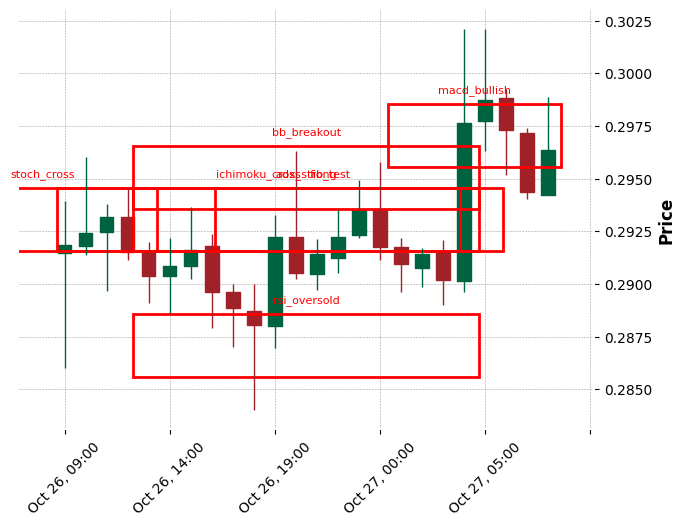 0.3025
0.3000
macd_bullish
0.2975
bb_breakout
stoch_cross
0.2950
0.2925
Price
0.2900
rsi_oversold
0.2875
0.2850
Oct 26, 09:00
Oct 26, 14:00
Oct 26, 19:00
Oct 27, 00:00
Oct 27, 05:00